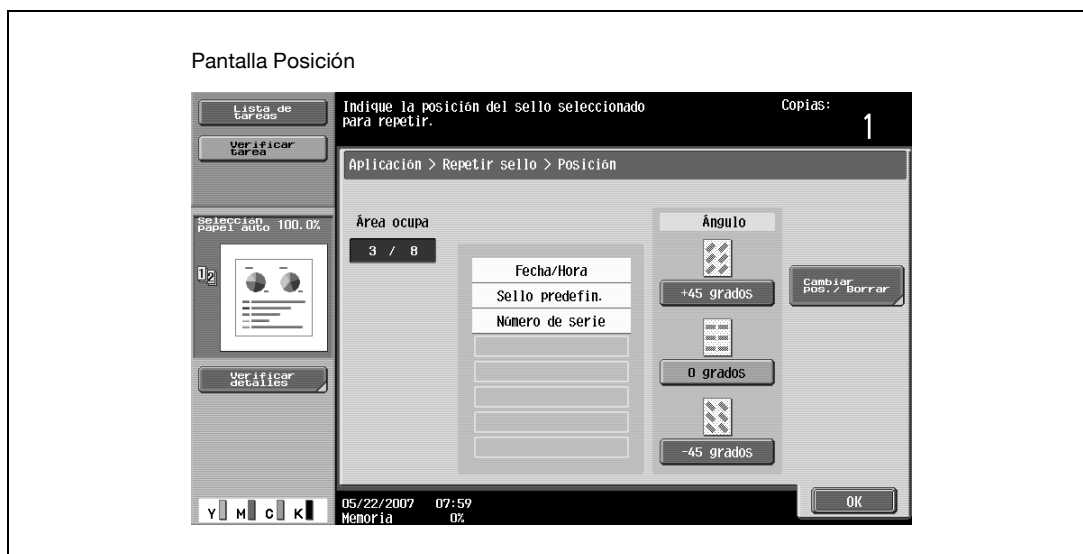 Pantalla Posición
Lista de
tareas
Verificar
tarea
Indique la posición del sello seleccionado
para repetir.
Copias:
1
Aplicación > Repetir sello > Posición
Selección
papel auto 100.0%
1 2
Verificar
detalles
Área ocupa
3 / 8
Fecha/Hora
Sello predefin.
Número de serie
Ángulo
+45 grados
0 grados
-45 grados
Cambiar
pos./ Borrar
Y M C K
05/22/2007 07:59
Memoria 0%
OK